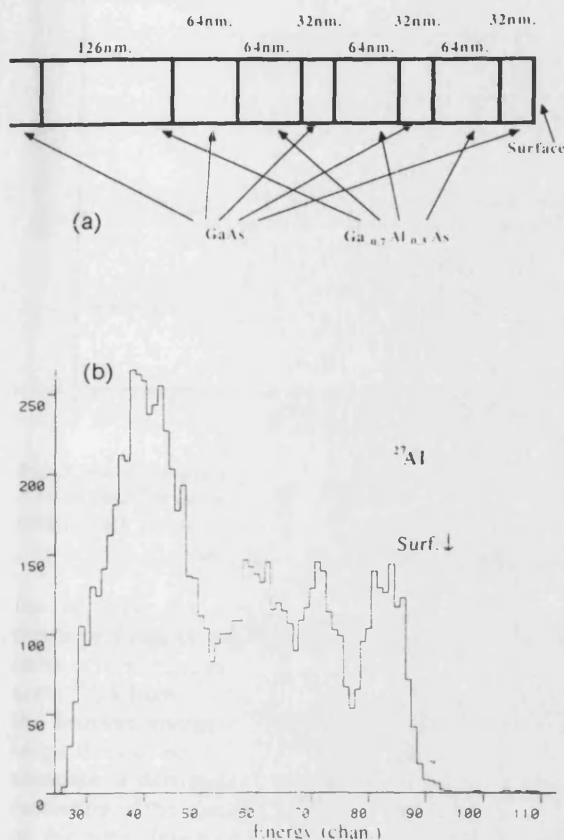 64nm. 32nm. 32nm. 32nm.
126nm. 64nm. 64nm. 64nm.
Surface
(a)
GaAs Ga0.7Al0.3As
(b)
250
27Al
200
Surf.↓
150
100
50
0
30 40 50 60 70 80 90 100 110
Energy (chan.)